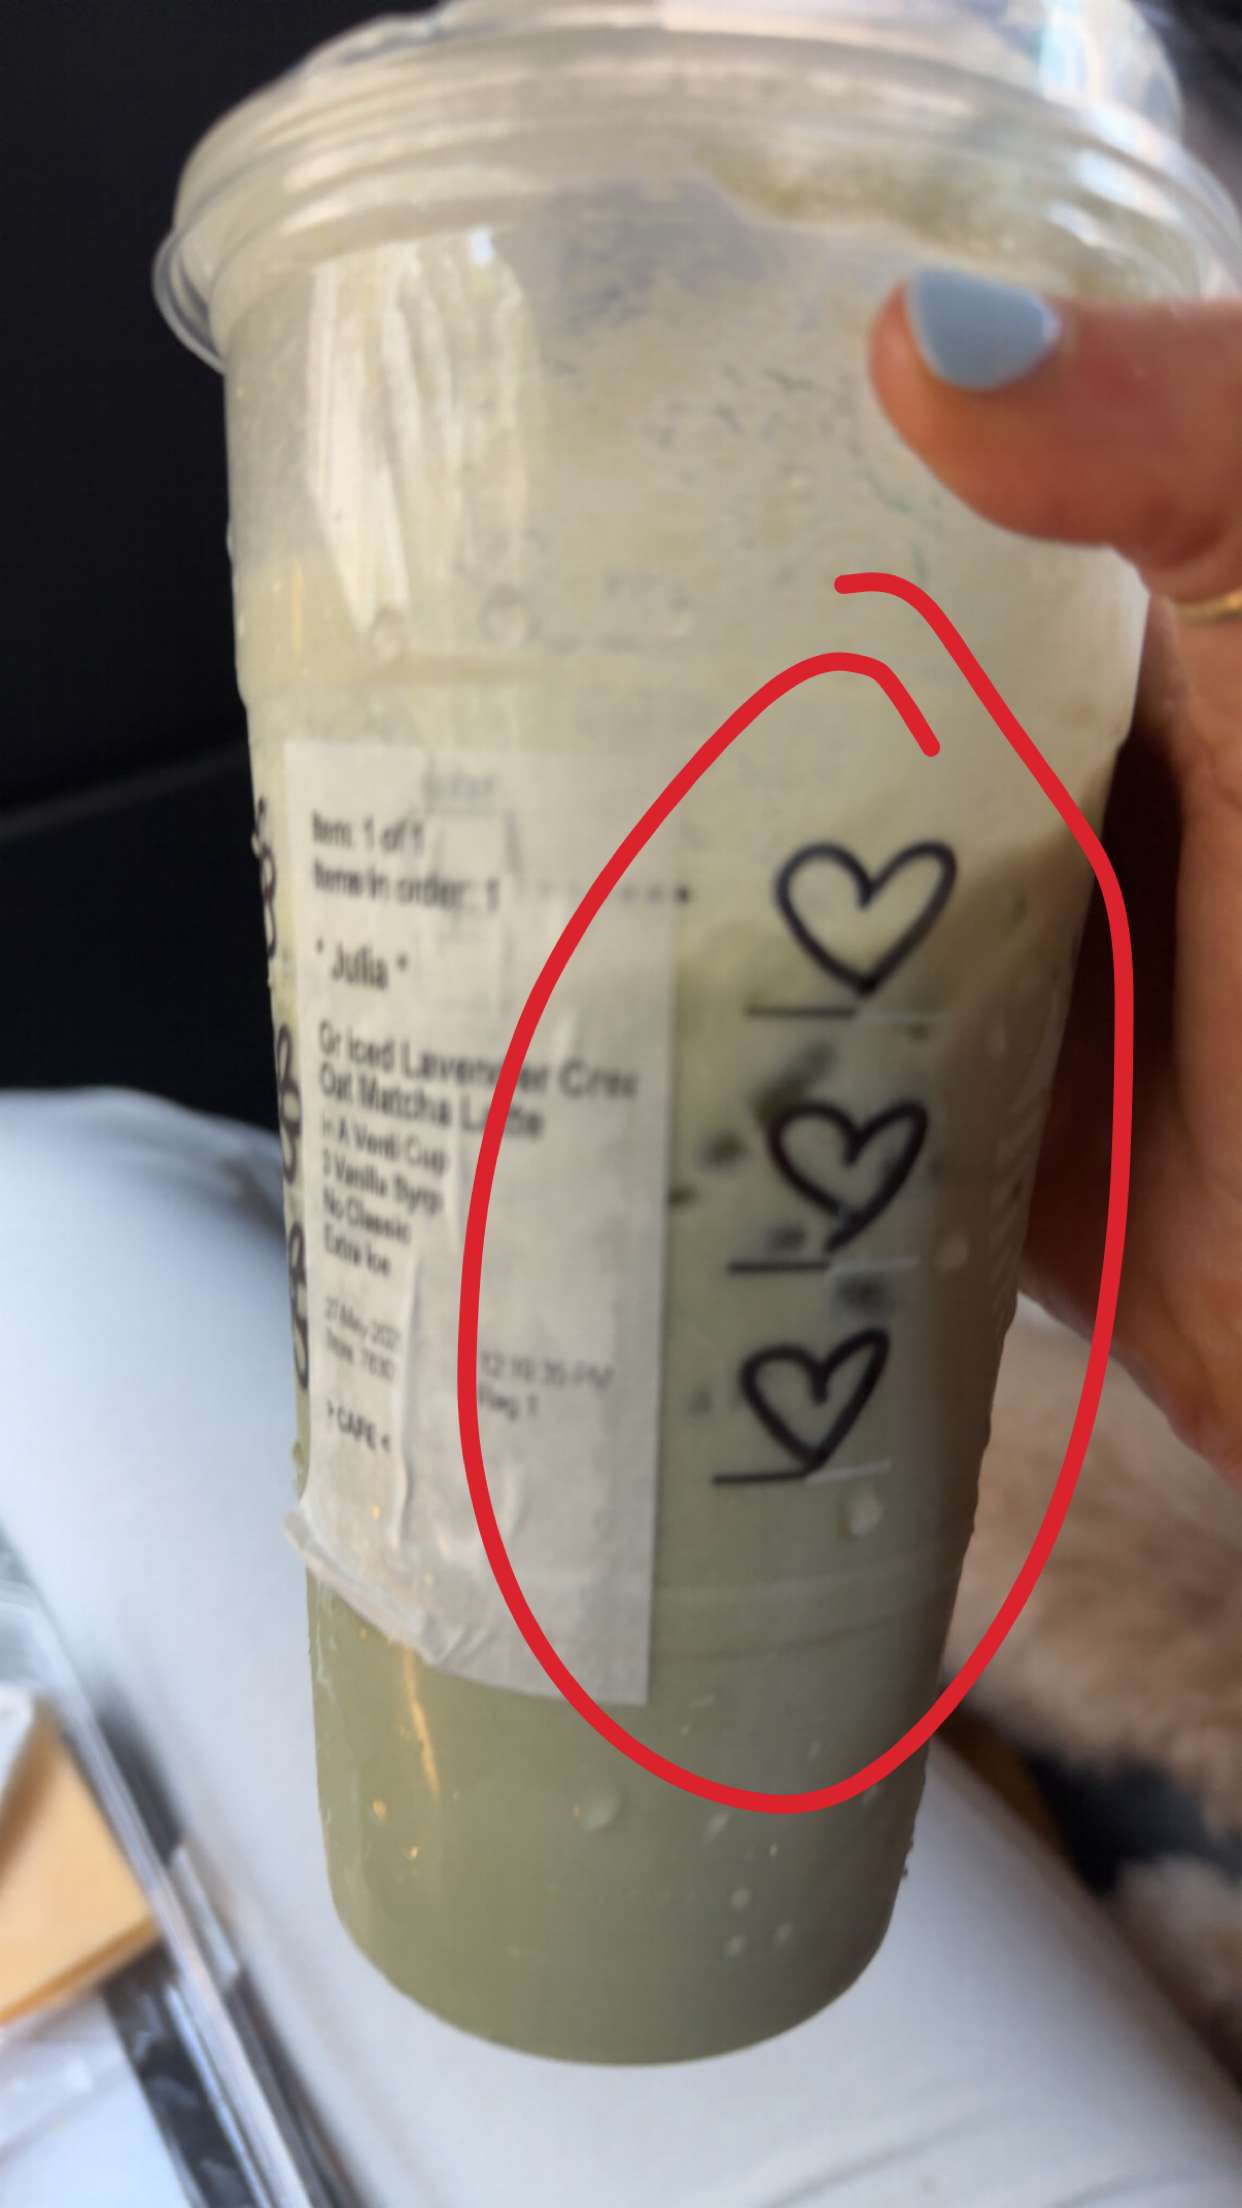 Item: 1 of 1
Items in order: 1
* Julia *
Gr Iced Lavender
Oat Matcha Latte
in A Venti Cup
3 Vanilla Syrup
No Classic
Extra Ice
> CAFE <